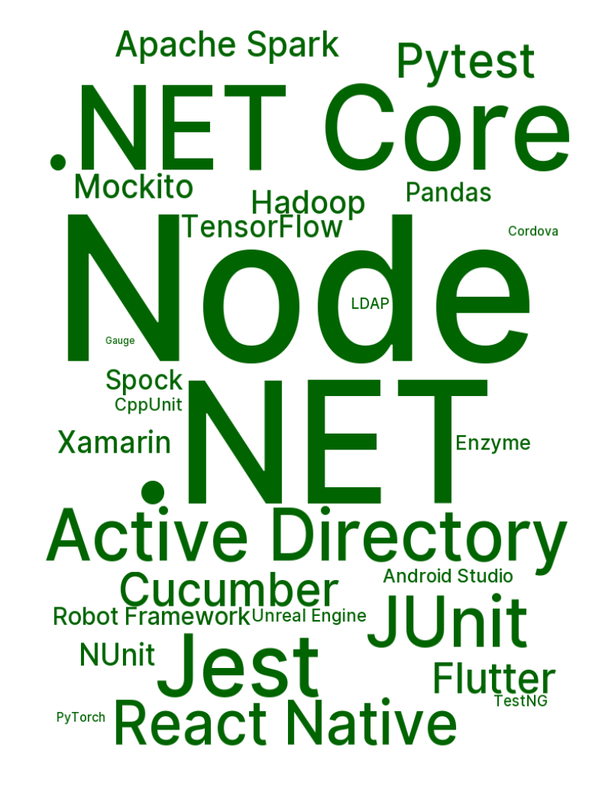 Apache Spark
Pytest
.NET Core
Mockito
Hadoop
Pandas
TensorFlow
Cordova
Node
LDAP
Gauge
Spock
CppUnit
.NET
Xamarin
Enzyme
Active Directory
Android Studio
Cucumber
Robot Framework
Unreal Engine
JUnit
NUnit
Jest
Flutter
TestNG
PyTorch
React Native